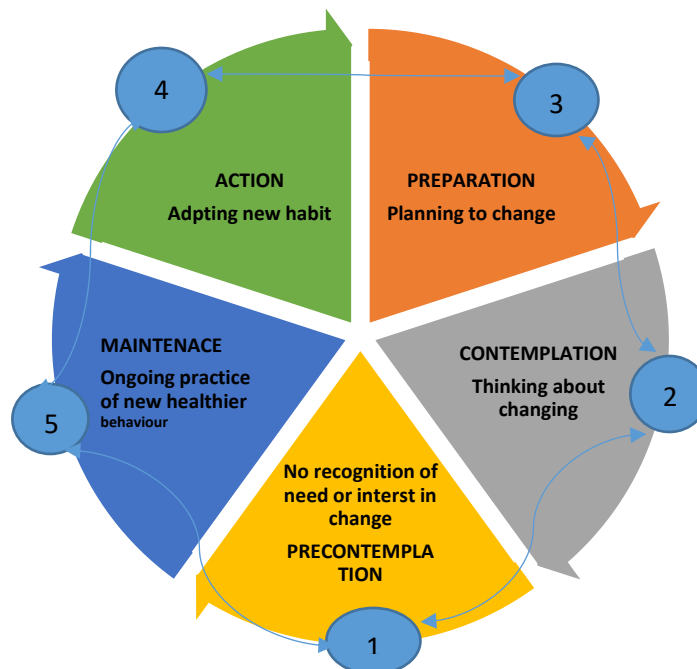 4
3
ACTION
Adpting new habit
PREPARATION
Planning to change
MAINTENACE
Ongoing practice
of new healthier
behaviour
5
CONTEMPLATION
Thinking about
changing
2
No recognition of
need or interst in
change
PRECONTEMPLA
TION
1